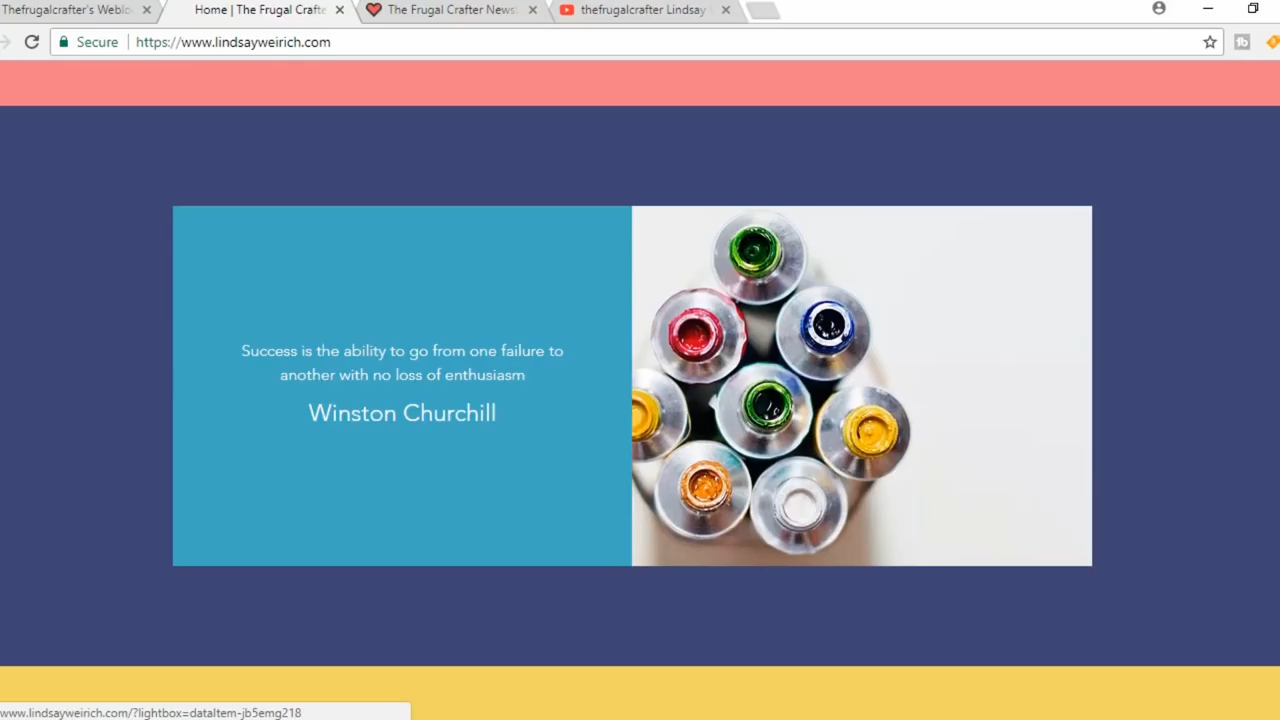 Thefrugalcrafter's Weblo
Home | The Frugal Crafte
The Frugal Crafter News
thefrugalcrafter Lindsay
Secure
https://www.lindsayweirich.com
Success is the ability to go from one failure to
another with no loss of enthusiasm
Winston Churchill
www.lindsayweirich.com/?lightbox=dataItem-jb5emg218